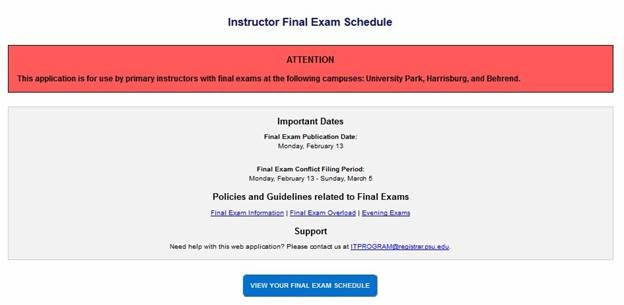 Instructor Final Exam Schedule
ATTENTION
This application is for use by primary instructors with final exams at the following campuses: University Park, Harrisburg, and Behrend.
Important Dates
Final Exam Publication Date:
Monday, February 13
Final Exam Conflict Filing Period:
Monday, February 13 - Sunday, March 5
Policies and Guidelines related to Final Exams
Final Exam Information | Final Exam Overload | Evening Exams
Support
Need help with this web application? Please contact us at ITPROGRAM@registrar.psu.edu.
VIEW YOUR FINAL EXAM SCHEDULE